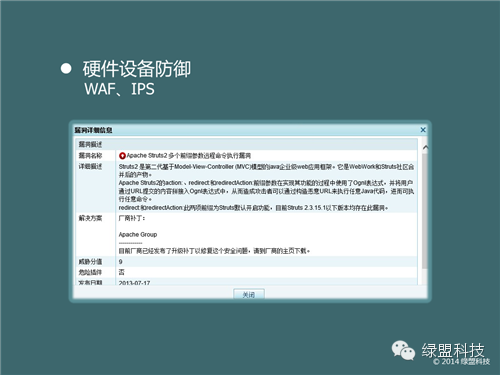 硬件设备防御
WAF、IPS
漏洞详细信息
漏洞描述
漏洞名称 Apache Struts2 多个前缀参数远程命令执行漏洞
详细描述 Struts2 是第二代基于Model-View-Controller (MVC)模型的java企业级web应用框架。它是WebWork和Struts社区合
并后的产物。
Apache Struts2的action:、redirect:和redirectAction:前缀参数在实现其功能的过程中使用了Ognl表达式，并将用户
通过URL提交的内容拼接入Ognl表达式中，从而造成攻击者可以通过构造恶意URL来执行任意Java代码，进而可执
行任意命令。
redirect:和redirectAction:此两项前缀为Struts默认开启功能，目前Struts 2.3.15.1以下版本均存在此漏洞。
解决方案 厂商补丁：
Apache Group
------------
目前厂商已经发布了升级补丁以修复这个安全问题，请到厂商的主页下载。
威胁分值 9
危险插件 否
发布日期 2013-07-17
关闭
绿盟科技
© 2014 绿盟科技